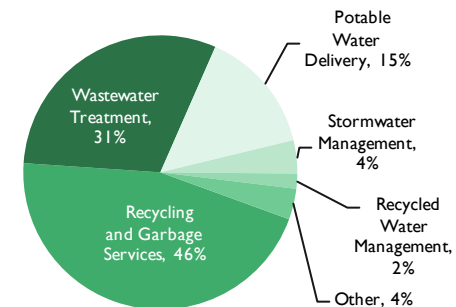 Potable
Water
Delivery, 15%
Wastewater
Treatment,
31%
Stormwater
Management,
4%
Recycling
and Garbage
Services, 46%
Recycled
Water
Management,
2%
Other, 4%